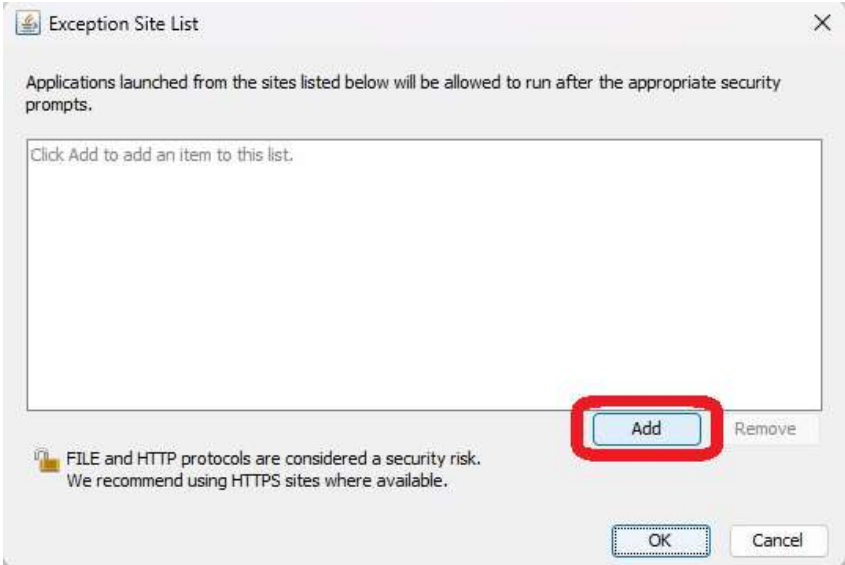 Exception Site List
Applications launched from the sites listed below will be allowed to run after the appropriate security
prompts.
Click Add to add an item to this list.
Add
Remove
FILE and HTTP protocols are considered a security risk.
We recommend using HTTPS sites where available.
OK
Cancel